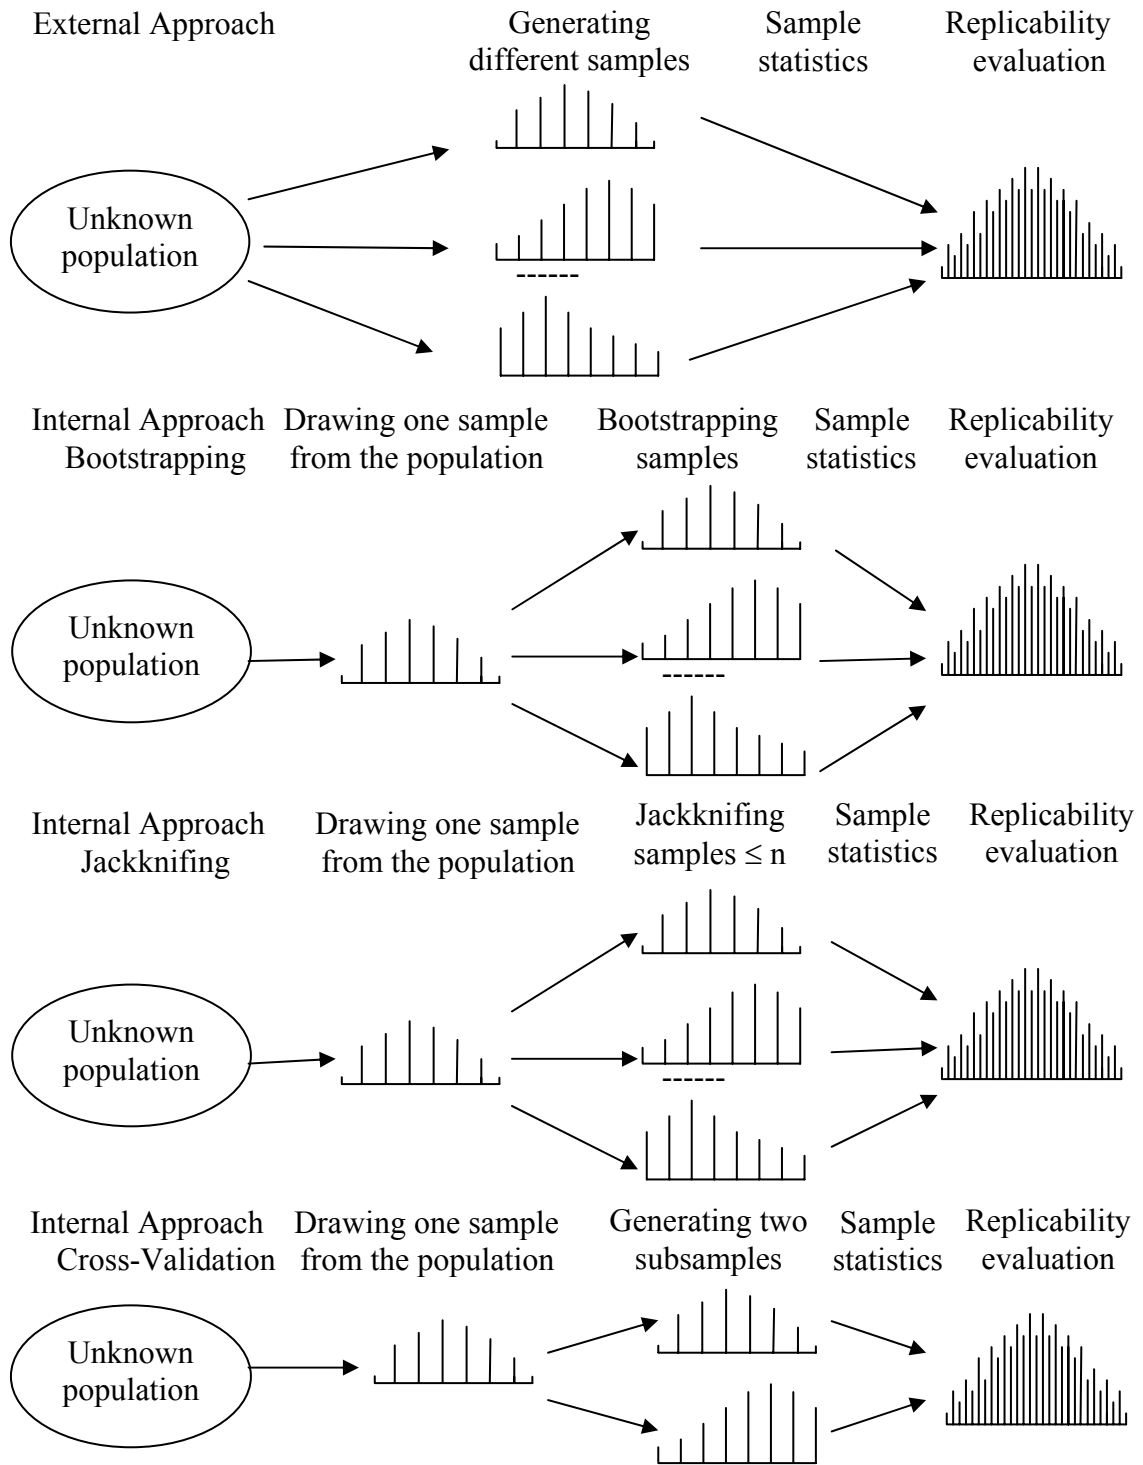 External Approach
Generating
different samples
Sample
statistics
Replicability
evaluation
Unknown
population
Internal Approach
Bootstrapping
Drawing one sample
from the population
Bootstrapping
samples
Sample
statistics
Replicability
evaluation
Unknown
population
Internal Approach
Jackknifing
Drawing one sample
from the population
Jackknifing
samples ≤ n
Sample
statistics
Replicability
evaluation
Unknown
population
Internal Approach
Cross-Validation
Drawing one sample
from the population
Generating two
subsamples
Sample
statistics
Replicability
evaluation
Unknown
population